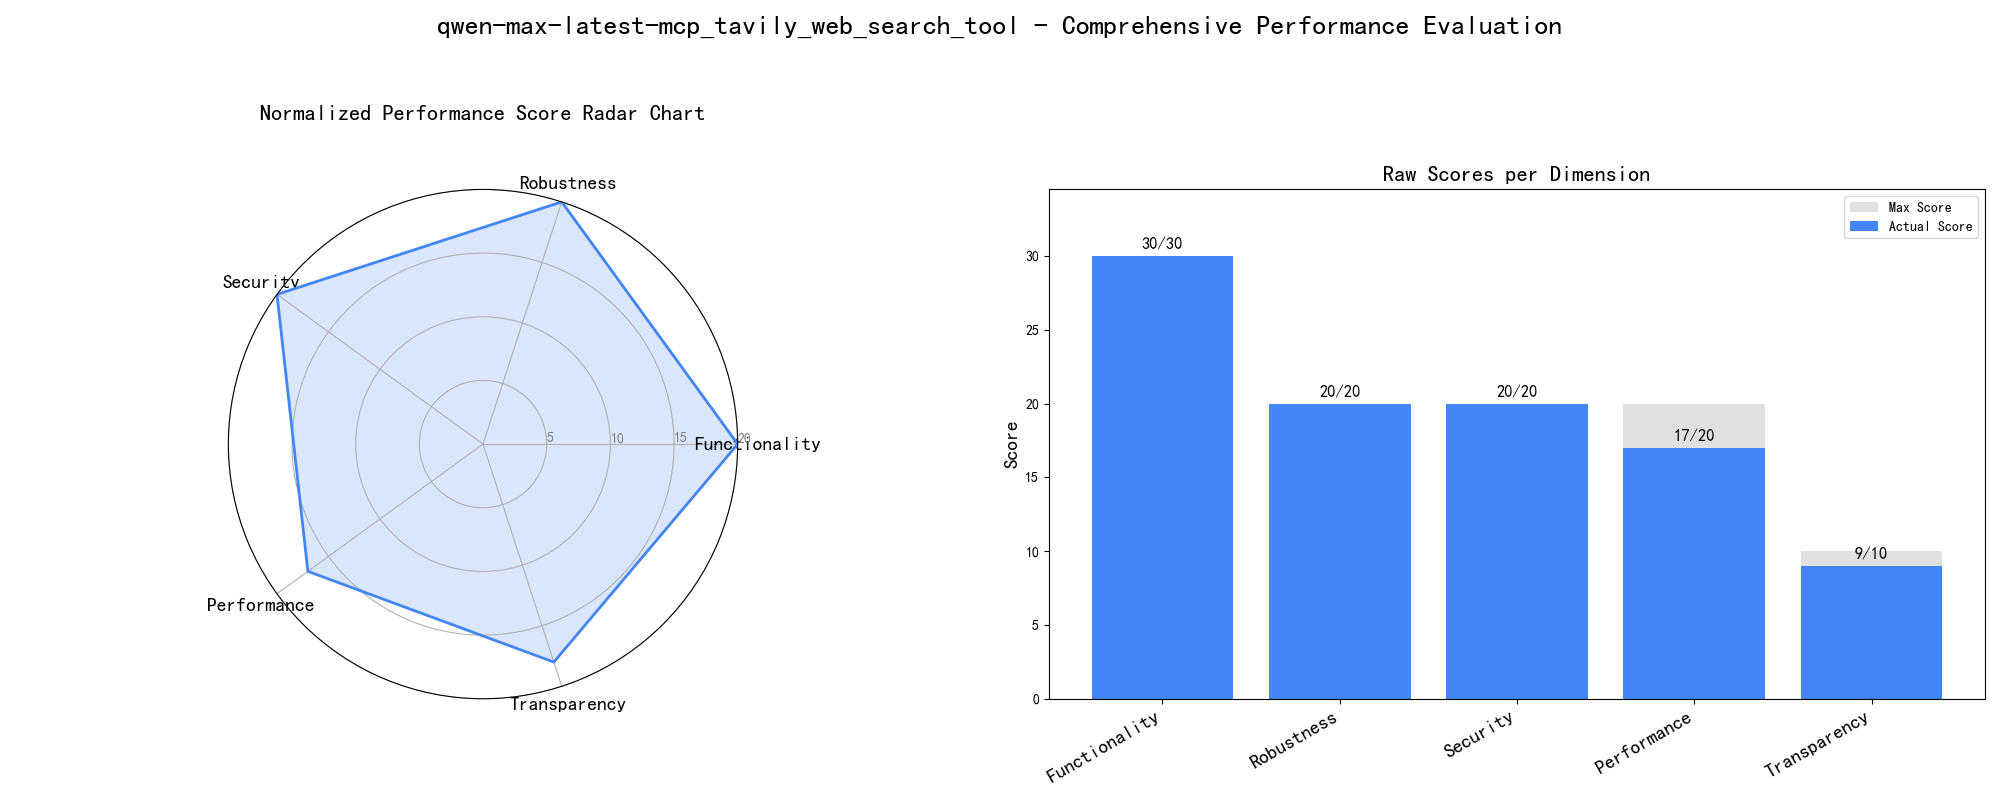 qwen-max-latest-mcp_tavily_web_search_tool - Comprehensive Performance Evaluation
Normalized Performance Score Radar Chart
Robustness
Security
Functionality
Performance
Transparency
5
10
15
20
Raw Scores per Dimension
Max Score
Actual Score
30/30
20/20
20/20
17/20
9/10
Score
30
25
20
15
10
5
0
Functionality
Robustness
Security
Performance
Transparency